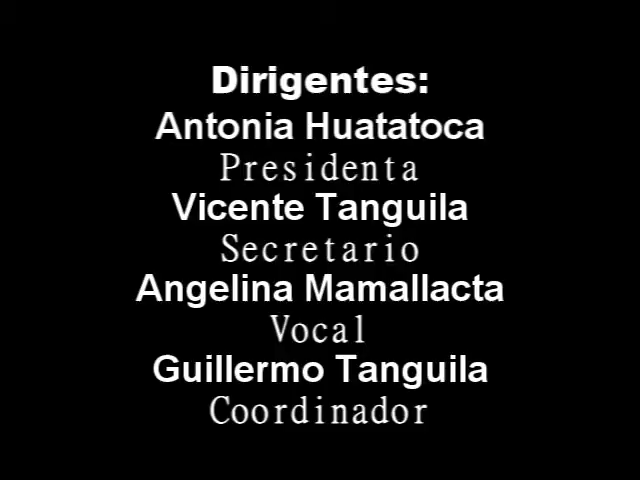 Dirigentes:
Antonia Huatatoca
Presidenta
Vicente Tanguila
Secretario
Angelina Mamallacta
Vocal
Guillermo Tanguila
Coordinador